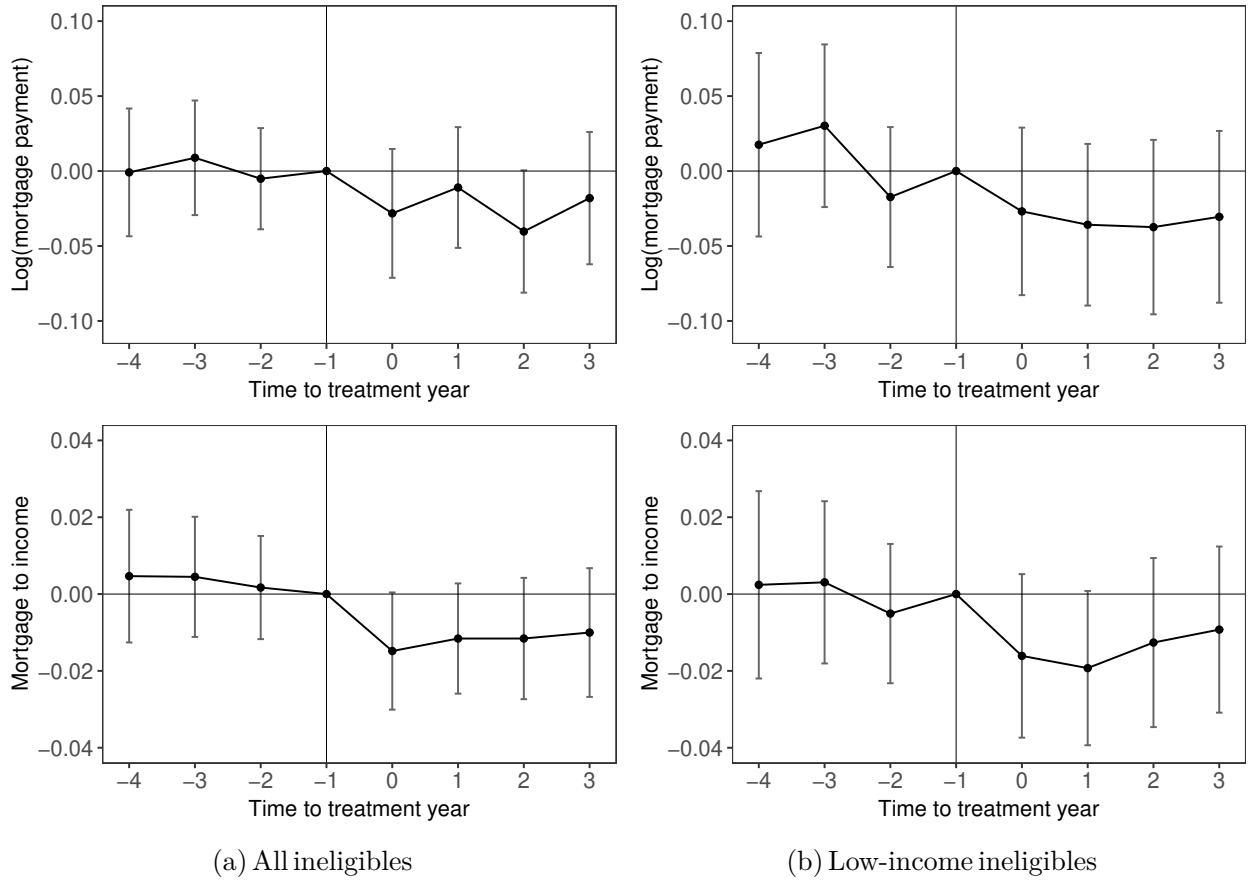 0.10
0.05
0.00
−0.05
−0.10
Log(mortgage payment)
−4 −3 −2 −1 0 1 2 3
Time to treatment year
0.10
0.05
0.00
−0.05
−0.10
Log(mortgage payment)
−4 −3 −2 −1 0 1 2 3
Time to treatment year
0.04
0.02
0.00
−0.02
−0.04
Mortgage to income
−4 −3 −2 −1 0 1 2 3
Time to treatment year
0.04
0.02
0.00
−0.02
−0.04
Mortgage to income
−4 −3 −2 −1 0 1 2 3
Time to treatment year
(a) All ineligibles
(b) Low-income ineligibles